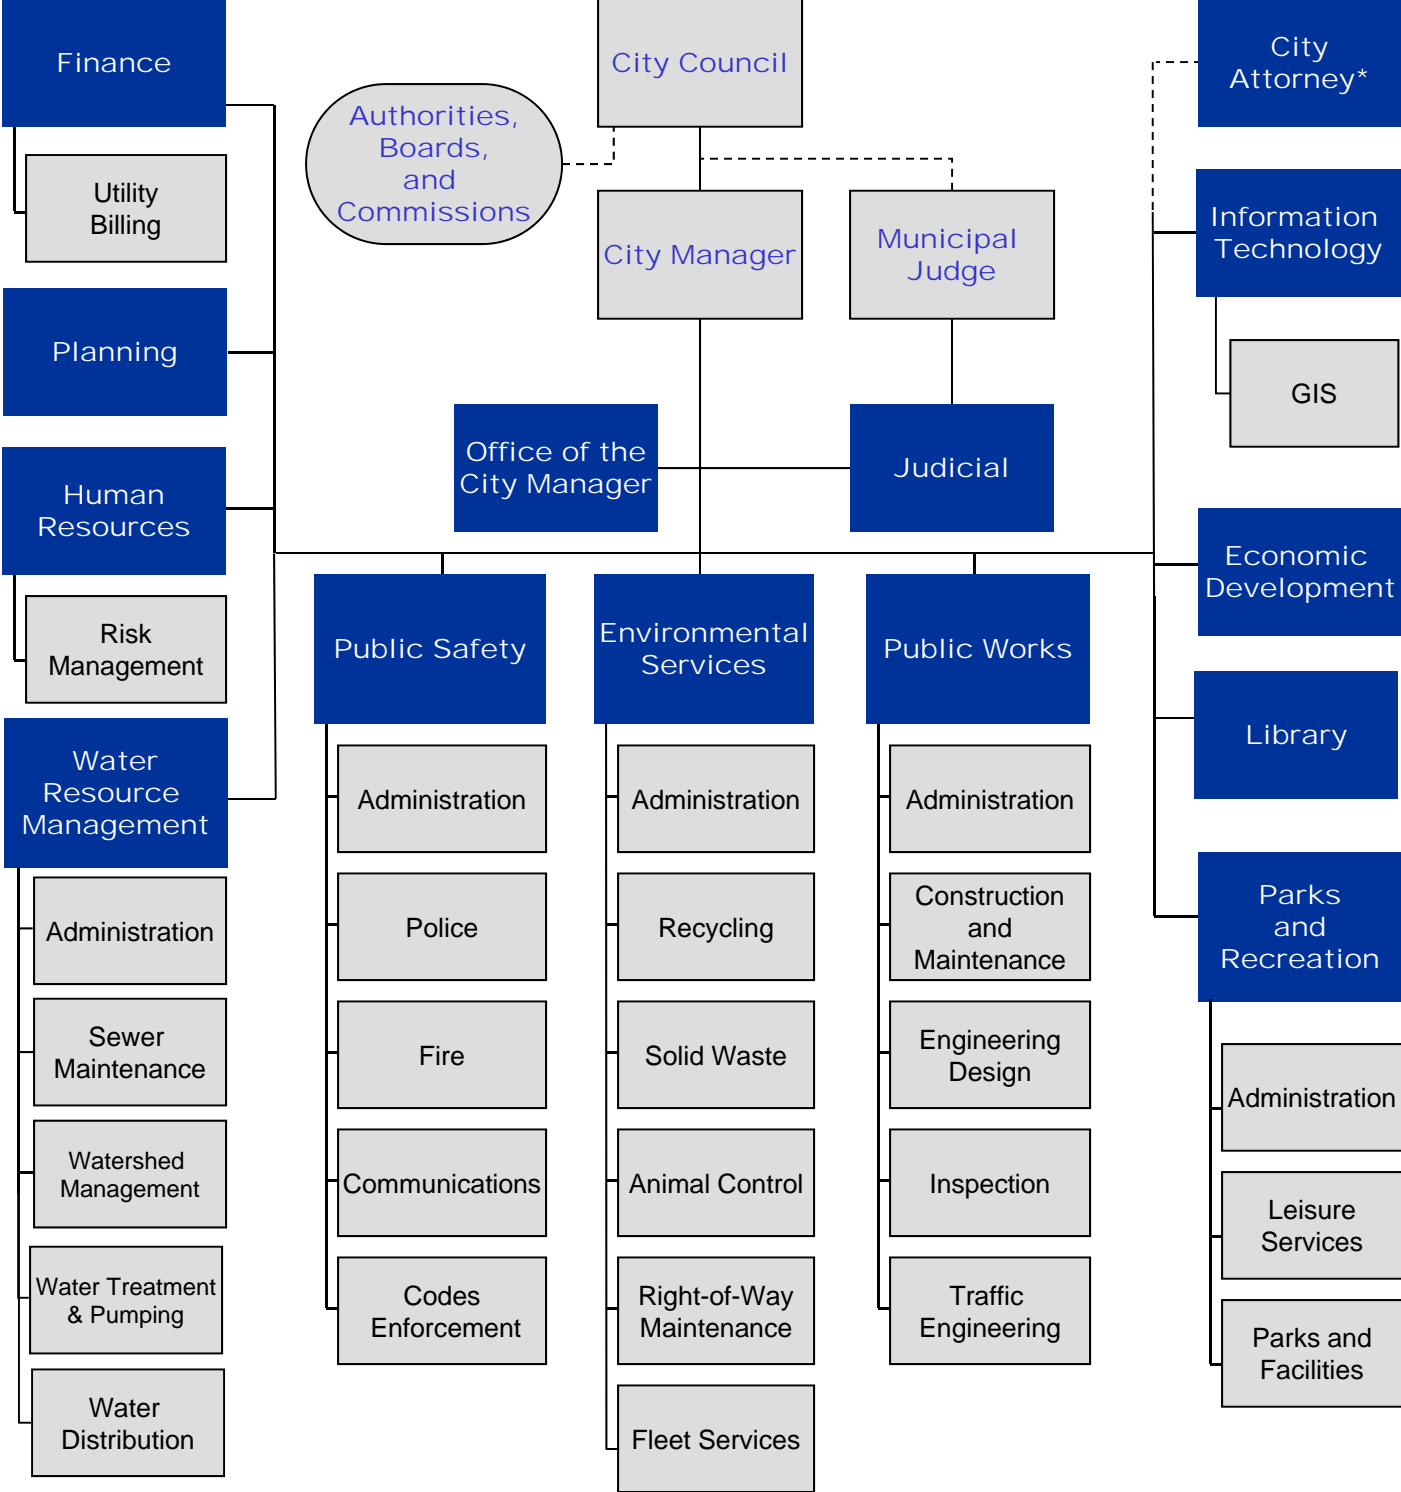 Finance
Utility
Billing
Planning
Human
Resources
Risk
Management
Water
Resource
Management
Administration
Sewer
Maintenance
Watershed
Management
Water Treatment
& Pumping
Water
Distribution
City Council
Authorities,
Boards,
and
Commissions
City Manager
Municipal
Judge
Office of the
City Manager
Judicial
Public Safety
Administration
Police
Fire
Communications
Codes
Enforcement
Environmental
Services
Administration
Recycling
Solid Waste
Animal Control
Right-of-Way
Maintenance
Fleet Services
Public Works
Administration
Construction
and
Maintenance
Engineering
Design
Inspection
Traffic
Engineering
City
Attorney*
Information
Technology
GIS
Economic
Development
Library
Parks
and
Recreation
Administration
Leisure
Services
Parks and
Facilities